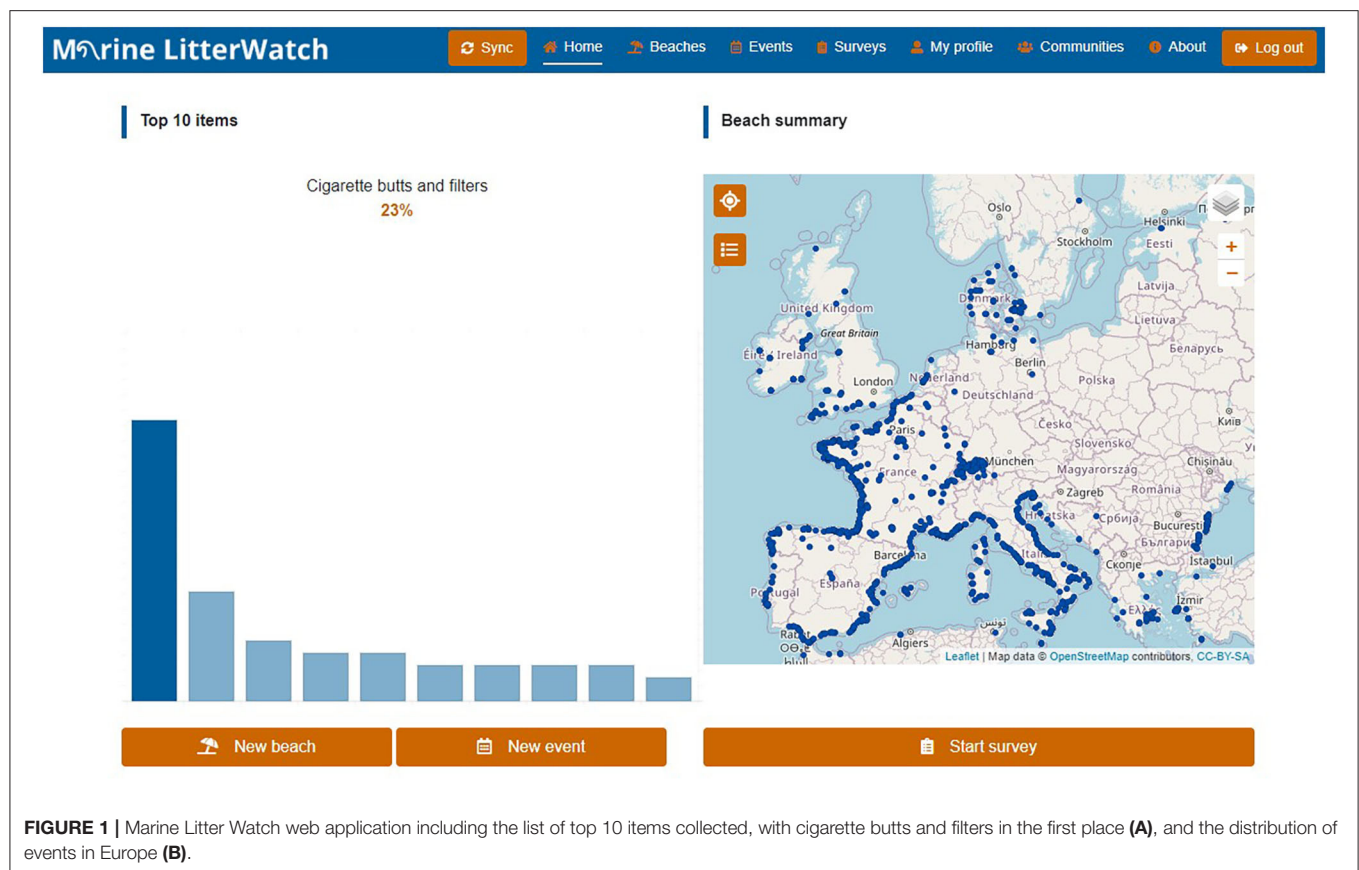 Marine LitterWatch
Sync Home Beaches Events Surveys My profile Communities About Log out
Top 10 items
Beach summary
Cigarette butts and filters
23%
Oslo
Helsinki
Stockholm
Eesti
+
−
Latvija
Denmark
United Kingdom
Lietuva
Great Britain
Hamburg
Беларусь
Éire / Ireland
Berlin
London
Nederland
Polska
Deutschland
Česko
Київ
Paris
Slovensko
München
Chișinău
France
Magyarország
Zagreb
România
Hrvatska
Србија
București
Barcelona
България
Italia
Скопје
Istanbul
España
Portugal
İzmir
Ελλάς
تونس
Rabat
Algiers
Leaflet | Map data © OpenStreetMap contributors, CC-BY-SA
New beach
New event
Start survey
FIGURE 1 | Marine Litter Watch web application including the list of top 10 items collected, with cigarette butts and filters in the first place (A), and the distribution of
events in Europe (B).